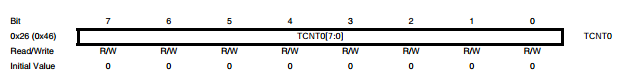 Bit 7 6 5 4 3 2 1 0
0x26 (0x46) TCNT0[7:0] TCNT0
Read/Write R/W R/W R/W R/W R/W R/W R/W R/W
Initial Value 0 0 0 0 0 0 0 0